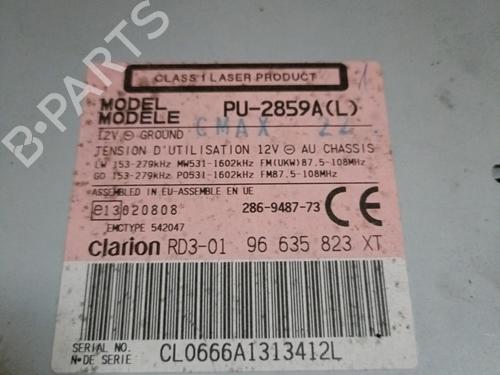 CLASS 1 LASER PRODUCT
1
MODEL
MODELE
PU-2859A(L)
12V ⊖ GROUND
CMAX 22
TENSION D'UTILISATION 12V ⊖ AU CHASSIS
LW 153-279kHz MW531-1602kHz FM(UKW)87.5-108MHz
GO 153-279kHz PO531-1602kHz FM87.5-108MHz
ASSEMBLED IN EU-ASSEMBLE EN UE
e13 020808
286-9487-73
CE
EMCTYPE 542047
clarion RD3-01 96 635 823 XT
SERIAL NO.
N° DE SERIE
CL0666A1313412L
B-PARTS